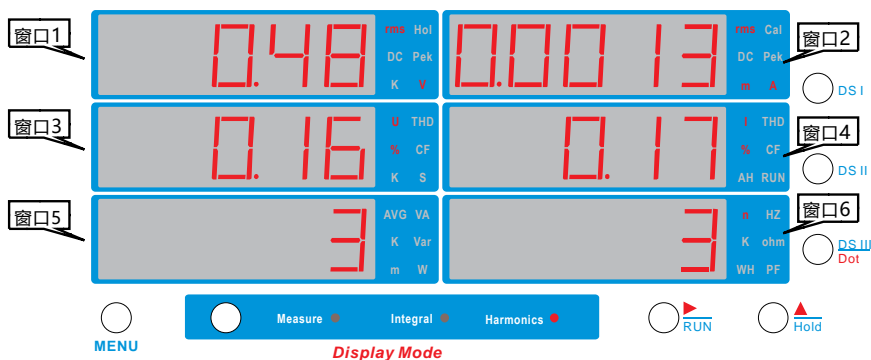 窗口1
0.48
rms Hol
DC Pek
K V
窗口2
0.0013
rms Cal
DC Pek
m A
DS I
窗口3
0.16
U THD
% CF
K S
窗口4
0.17
I THD
% CF
AH RUN
DS II
窗口5
3
AVG VA
K Var
m W
窗口6
3
n HZ
K ohm
WH PF
DS III
Dot
MENU
Measure
Integral
Harmonics
Display Mode
RUN
Hold